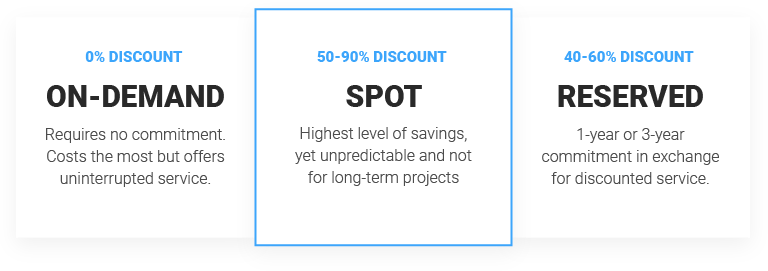 0% DISCOUNT
ON-DEMAND
Requires no commitment.
Costs the most but offers
uninterrupted service.
50-90% DISCOUNT
SPOT
Highest level of savings,
yet unpredictable and not
for long-term projects
40-60% DISCOUNT
RESERVED
1-year or 3-year
commitment in exchange
for discounted service.